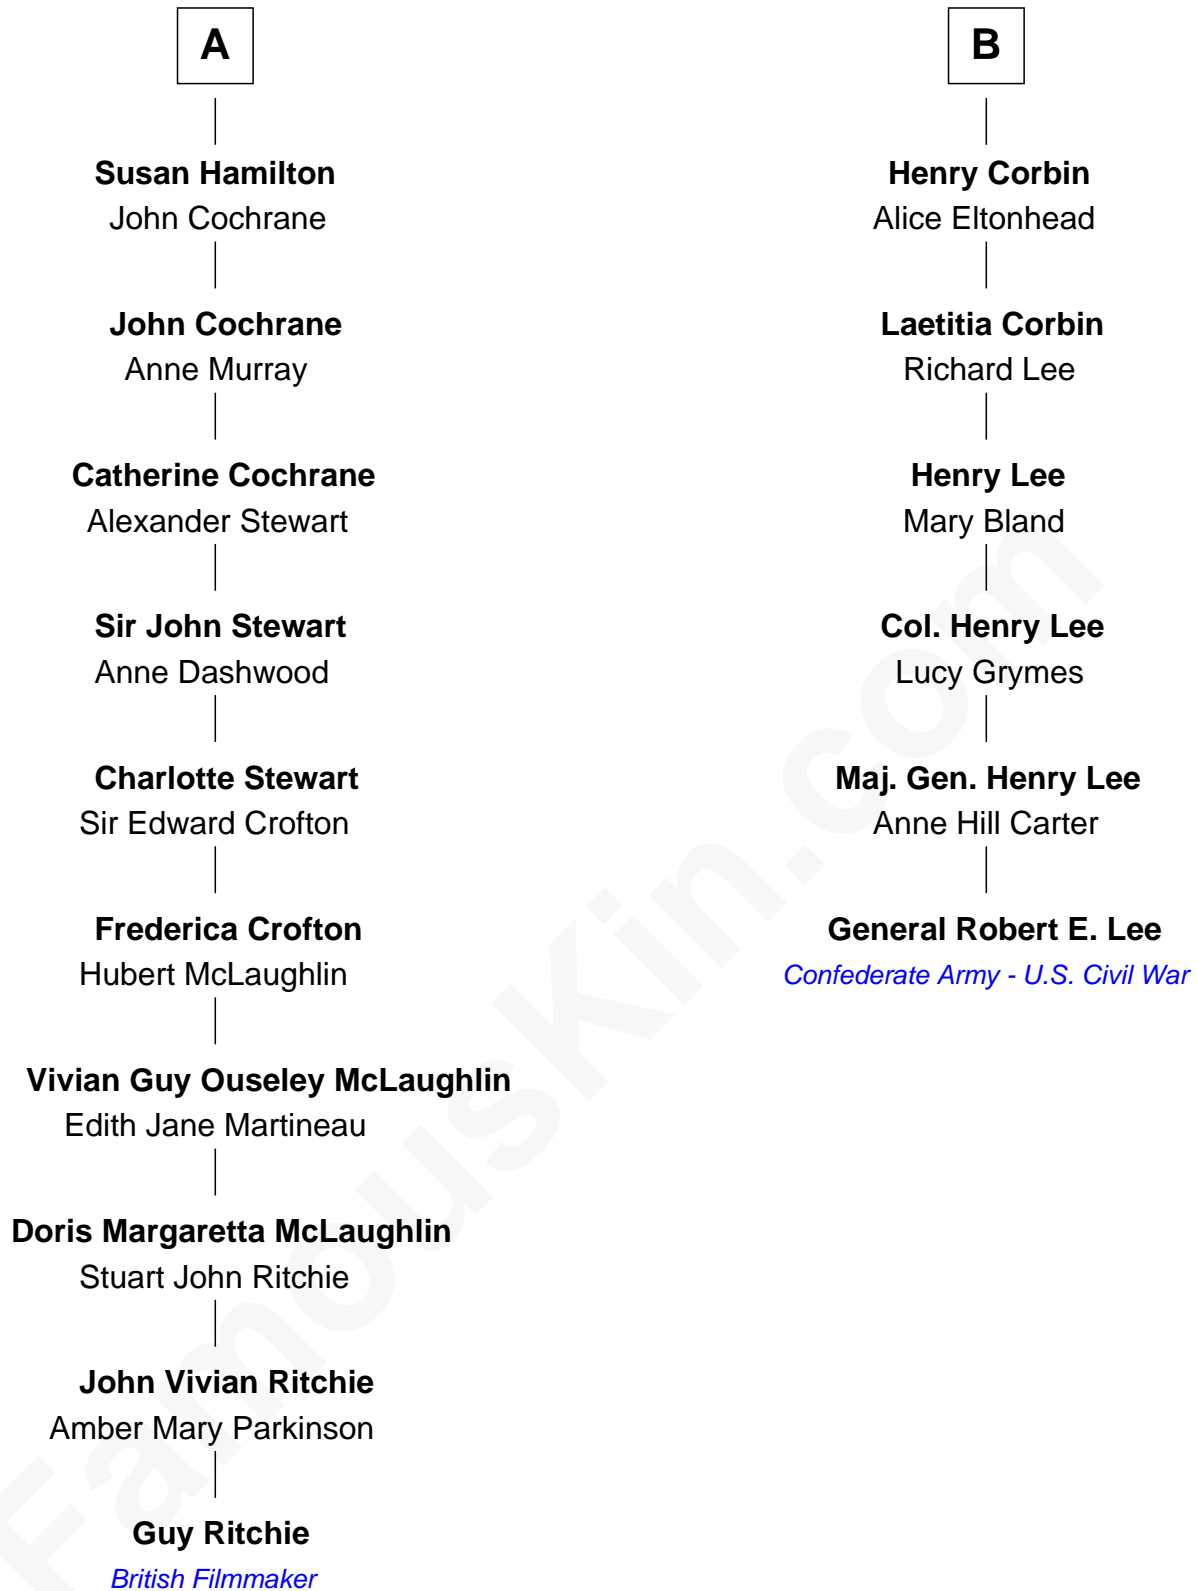 A
Susan Hamilton
John Cochrane
John Cochrane
Anne Murray
Catherine Cochrane
Alexander Stewart
Sir John Stewart
Anne Dashwood
Charlotte Stewart
Sir Edward Crofton
Frederica Crofton
Hubert McLaughlin
Vivian Guy Ouseley McLaughlin
Edith Jane Martineau
Doris Margaretta McLaughlin
Stuart John Ritchie
John Vivian Ritchie
Amber Mary Parkinson
Guy Ritchie
British Filmmaker
B
Henry Corbin
Alice Eltonhead
Laetitia Corbin
Richard Lee
Henry Lee
Mary Bland
Col. Henry Lee
Lucy Grymes
Maj. Gen. Henry Lee
Anne Hill Carter
General Robert E. Lee
Confederate Army - U.S. Civil War
FamousKin.com